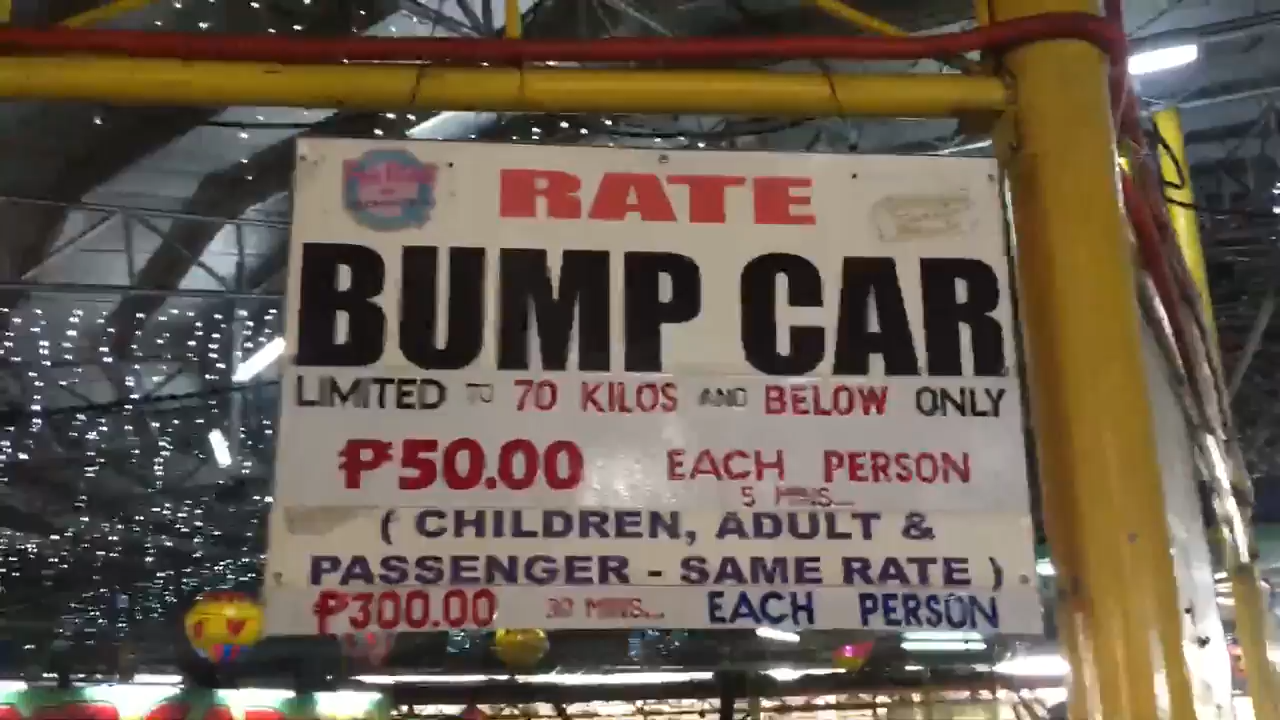 RATE
BUMP CAR
LIMITED TO 70 KILOS AND BELOW ONLY
₱50.00 EACH PERSON
5 MINS...
( CHILDREN, ADULT &
PASSENGER - SAME RATE )
₱300.00 30 MINS... EACH PERSON